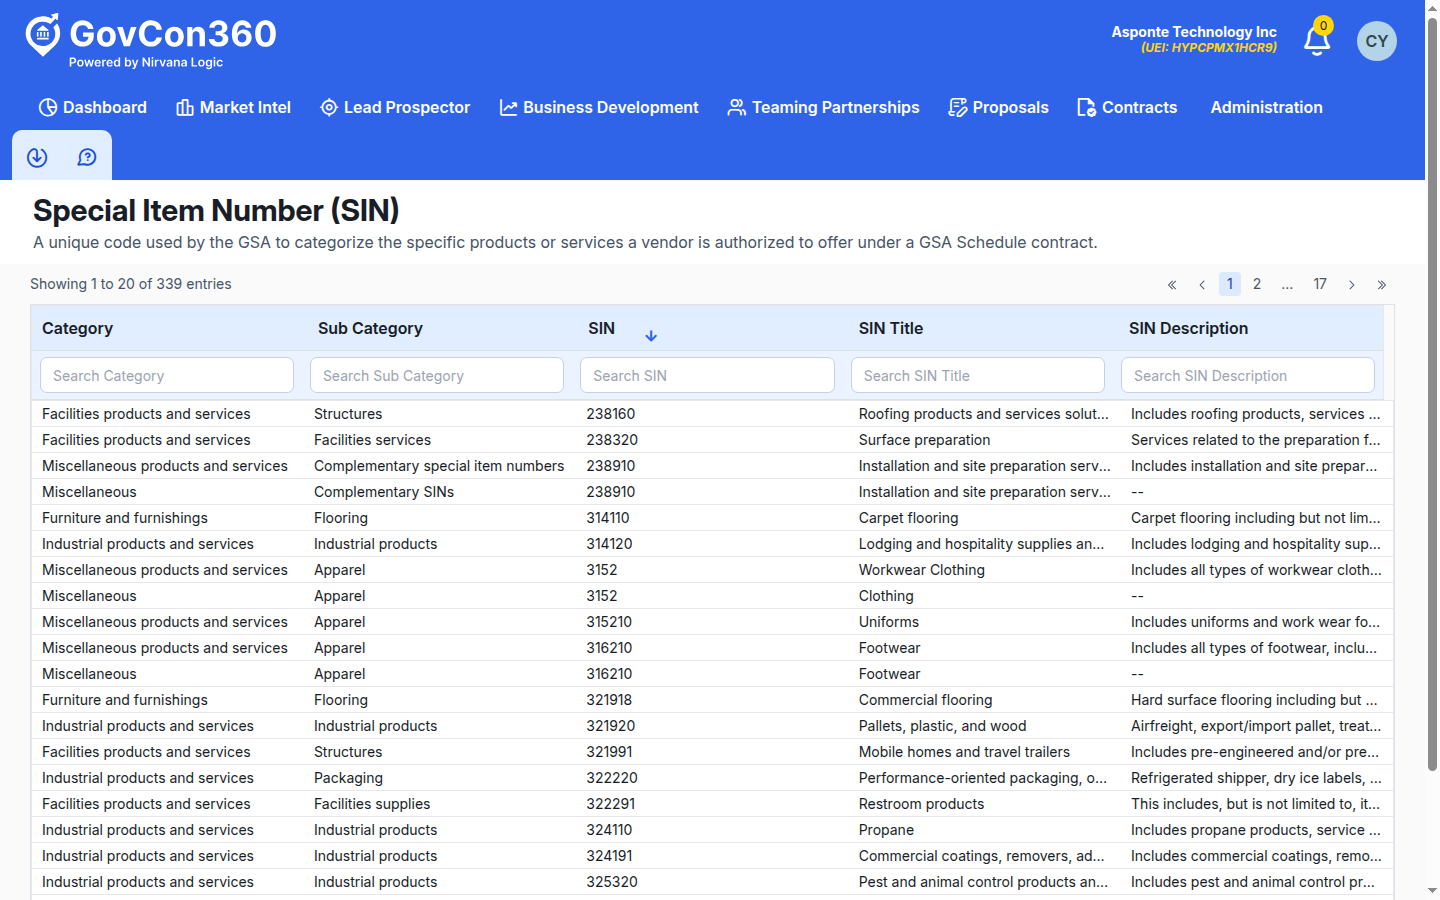 GovCon360
Powered by Nirvana Logic
Asponte Technology Inc
(UEI: HYPCPMX1HCR9)
0
CY
Dashboard Market Intel Lead Prospector Business Development Teaming Partnerships Proposals Contracts Administration
Special Item Number (SIN)
A unique code used by the GSA to categorize the specific products or services a vendor is authorized to offer under a GSA Schedule contract.
Showing 1 to 20 of 339 entries
« ‹ 1 2 ... 17 › »
Category Sub Category SIN SIN Title SIN Description
Search Category Search Sub Category Search SIN Search SIN Title Search SIN Description
Facilities products and services Structures 238160 Roofing products and services solut... Includes roofing products, services ...
Facilities products and services Facilities services 238320 Surface preparation Services related to the preparation f...
Miscellaneous products and services Complementary special item numbers 238910 Installation and site preparation serv... Includes installation and site prepar...
Miscellaneous Complementary SINs 238910 Installation and site preparation serv... --
Furniture and furnishings Flooring 314110 Carpet flooring Carpet flooring including but not lim...
Industrial products and services Industrial products 314120 Lodging and hospitality supplies an... Includes lodging and hospitality sup...
Miscellaneous products and services Apparel 3152 Workwear Clothing Includes all types of workwear cloth...
Miscellaneous Apparel 3152 Clothing --
Miscellaneous products and services Apparel 315210 Uniforms Includes uniforms and work wear fo...
Miscellaneous products and services Apparel 316210 Footwear Includes all types of footwear, inclu...
Miscellaneous Apparel 316210 Footwear --
Furniture and furnishings Flooring 321918 Commercial flooring Hard surface flooring including but ...
Industrial products and services Industrial products 321920 Pallets, plastic, and wood Airfreight, export/import pallet, treat...
Facilities products and services Structures 321991 Mobile homes and travel trailers Includes pre-engineered and/or pre...
Industrial products and services Packaging 322220 Performance-oriented packaging, o... Refrigerated shipper, dry ice labels, ...
Facilities products and services Facilities supplies 322291 Restroom products This includes, but is not limited to, it...
Industrial products and services Industrial products 324110 Propane Includes propane products, service ...
Industrial products and services Industrial products 324191 Commercial coatings, removers, ad... Includes commercial coatings, remo...
Industrial products and services Industrial products 325320 Pest and animal control products an... Includes pest and animal control pr...